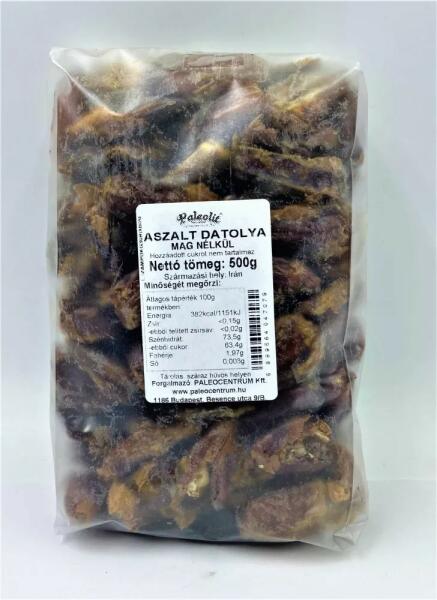 Paleolit
ASZALT DATOLYA
MAG NÉLKÜL
Hozzáadott cukrot nem tartalmaz
Nettó tömeg: 500g
Származási hely: Irán
Minőségét megőrzi:
Átlagos tápérték 100g
termékben
Energia 382kcal/1151kJ
Zsír <0,15g
-ebből telített zsírsav: <0,02g
Szénhidrát: 73,5g
-ebből cukor 63,4g
Fehérje 1,97g
Só 0,003g
Tárolás: száraz hűvös helyen
Forgalmazó: PALEOCENTRUM Kft.
www.paleocentrum.hu
1186 Budapest, Besence utca 9/B